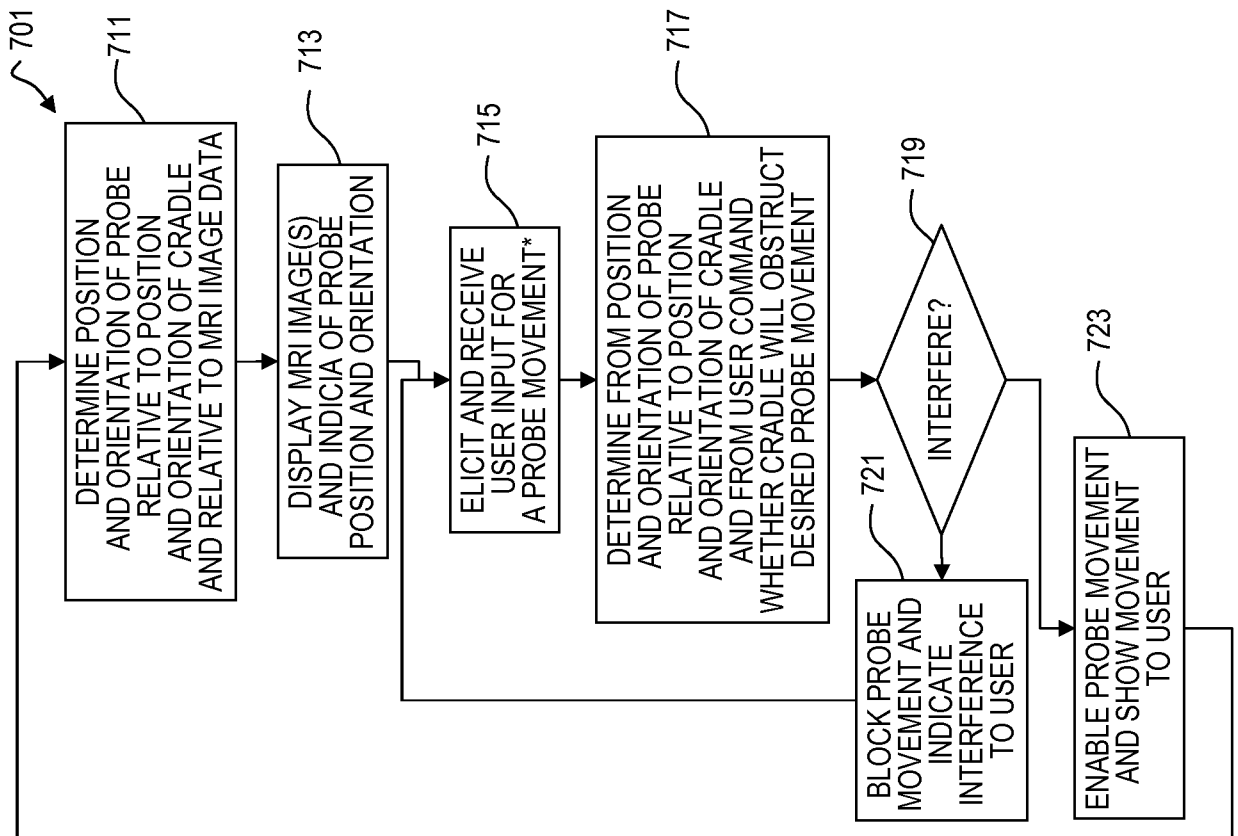 701
711
DETERMINE POSITION
AND ORIENTATION OF PROBE
RELATIVE TO POSITION
AND ORIENTATION OF CRADLE
AND RELATIVE TO MRI IMAGE DATA
713
DISPLAY MRI IMAGE(S)
AND INDICIA OF PROBE
POSITION AND ORIENTATION
715
ELICIT AND RECEIVE
USER INPUT FOR
A PROBE MOVEMENT*
717
DETERMINE FROM POSITION
AND ORIENTATION OF PROBE
RELATIVE TO POSITION
AND ORIENTATION OF CRADLE
AND FROM USER COMMAND
WHETHER CRADLE WILL OBSTRUCT
DESIRED PROBE MOVEMENT
719
INTERFERE?
721
BLOCK PROBE
MOVEMENT AND
INDICATE
INTERFERENCE
TO USER
723
ENABLE PROBE MOVEMENT
AND SHOW MOVEMENT
TO USER